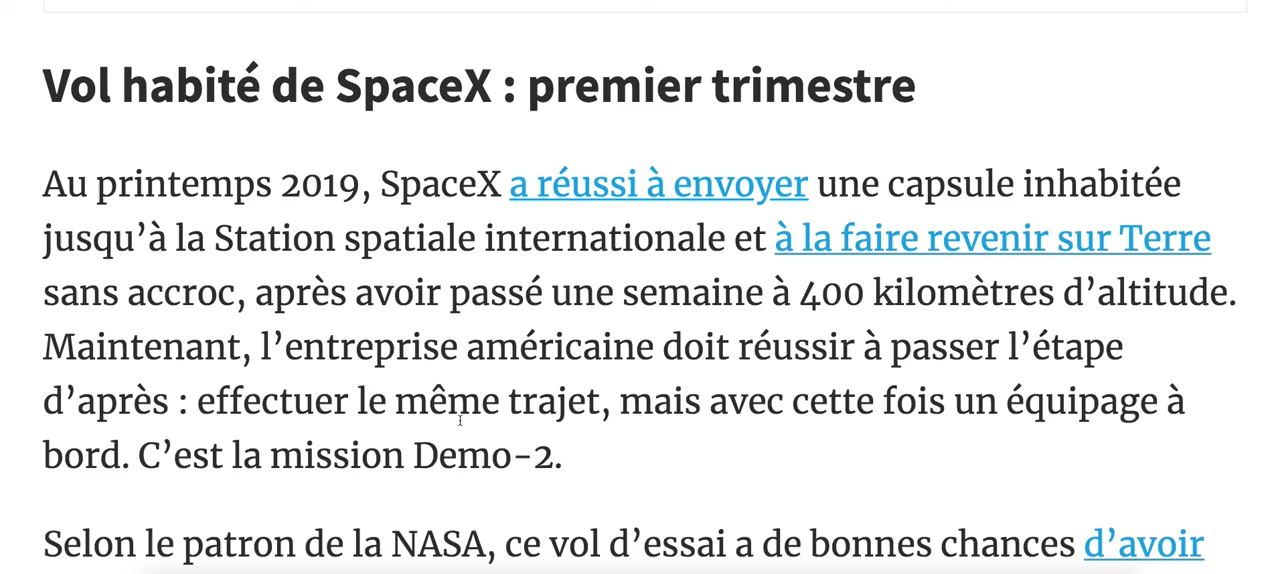 Vol habité de SpaceX : premier trimestre
Au printemps 2019, SpaceX a réussi à envoyer une capsule inhabitée
jusqu’à la Station spatiale internationale et à la faire revenir sur Terre
sans accroc, après avoir passé une semaine à 400 kilomètres d’altitude.
Maintenant, l’entreprise américaine doit réussir à passer l’étape
d’après : effectuer le même trajet, mais avec cette fois un équipage à
bord. C’est la mission Demo-2.
Selon le patron de la NASA, ce vol d’essai a de bonnes chances d’avoir